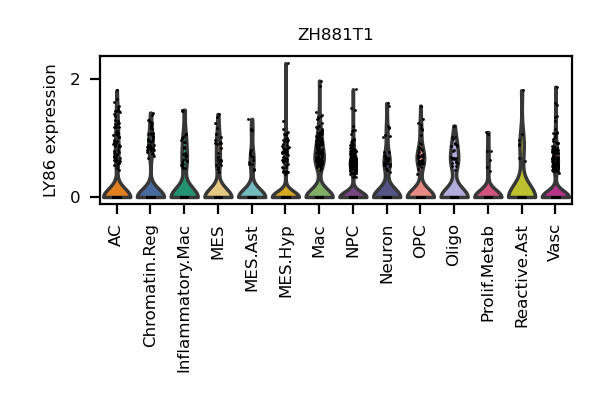 ZH881T1
LY86 expression
2
0
AC
Chromatin.Reg
Inflammatory.Mac
MES
MES.Ast
MES.Hyp
Mac
NPC
Neuron
OPC
Oligo
Prolif.Metab
Reactive.Ast
Vasc